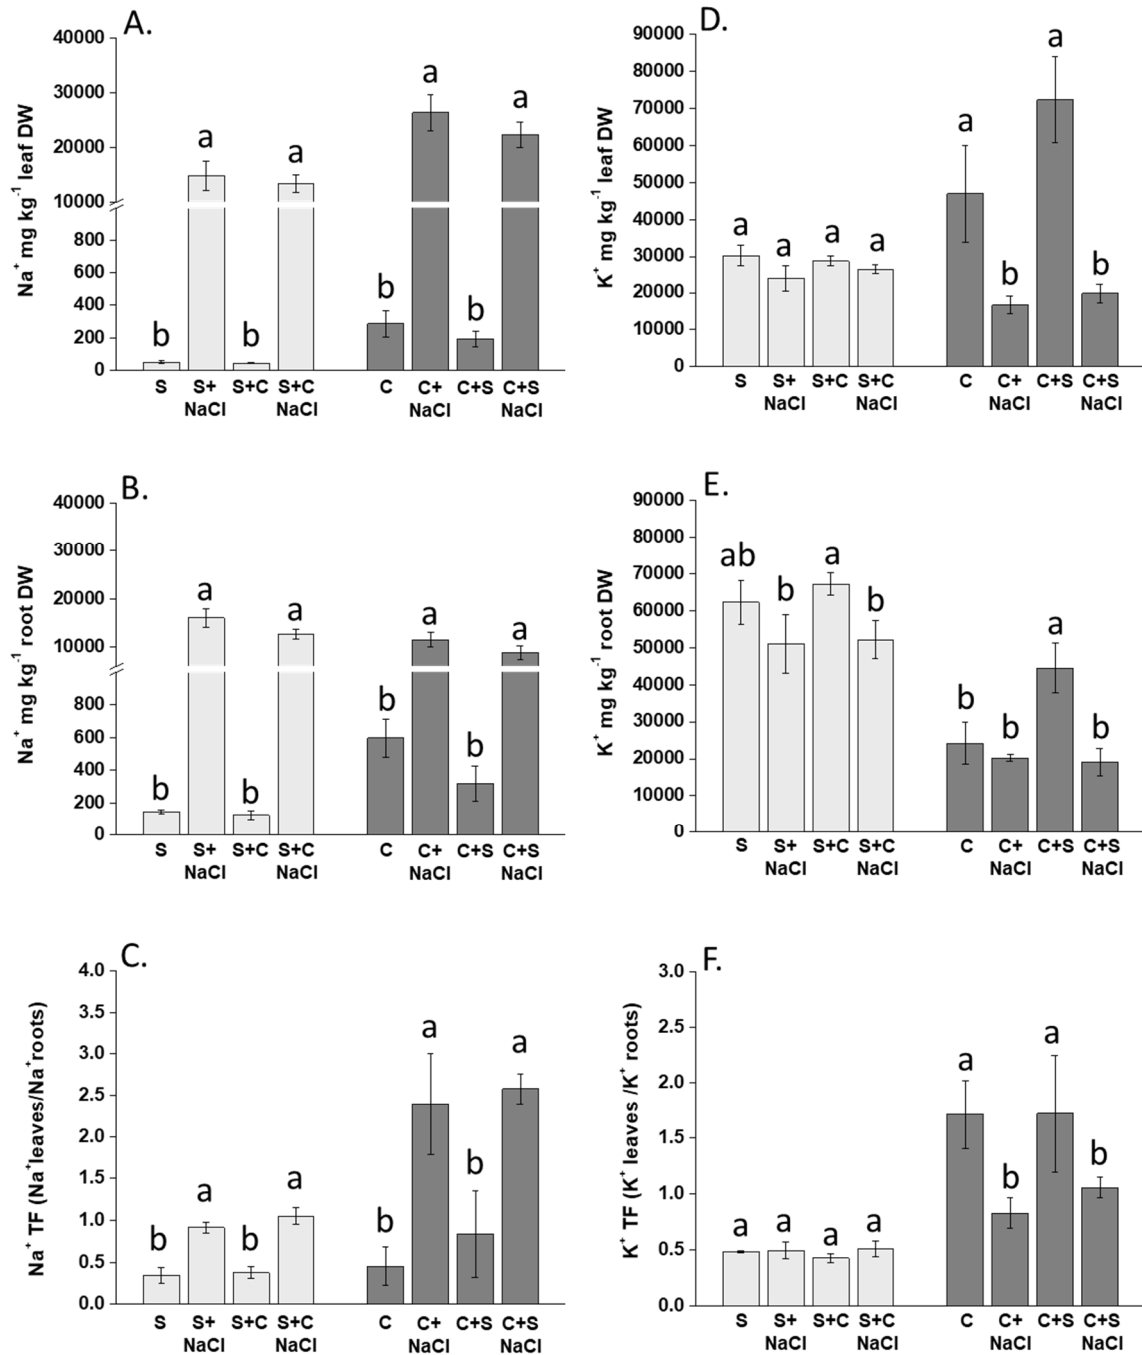 A.
Na⁺ mg kg⁻¹ leaf DW
40000
30000
20000
10000
800
600
400
200
0
b
a
b
a
b
a
b
a
S S+ S+C S+C C C+ C+S C+S
NaCl NaCl NaCl NaCl
D.
K⁺ mg kg⁻¹ leaf DW
90000
80000
70000
60000
50000
40000
30000
20000
10000
0
a
a
a
a
a
b
a
b
S S+ S+C S+C C C+ C+S C+S
NaCl NaCl NaCl NaCl
B.
Na⁺ mg kg⁻¹ root DW
40000
30000
20000
10000
800
600
400
200
0
b
a
b
a
b
a
b
a
S S+ S+C S+C C C+ C+S C+S
NaCl NaCl NaCl NaCl
E.
K⁺ mg kg⁻¹ root DW
90000
80000
70000
60000
50000
40000
30000
20000
10000
0
ab
b
a
b
b
b
a
b
S S+ S+C S+C C C+ C+S C+S
NaCl NaCl NaCl NaCl
C.
Na⁺ TF (Na⁺leaves/Na⁺roots)
4.0
3.5
3.0
2.5
2.0
1.5
1.0
0.5
0.0
b
a
b
a
b
a
b
a
S S+ S+C S+C C C+ C+S C+S
NaCl NaCl NaCl NaCl
F.
K⁺ TF (K⁺ leaves /K⁺ roots)
3.0
2.5
2.0
1.5
1.0
0.5
0.0
a
a
a
a
a
b
a
b
S S+ S+C S+C C C+ C+S C+S
NaCl NaCl NaCl NaCl